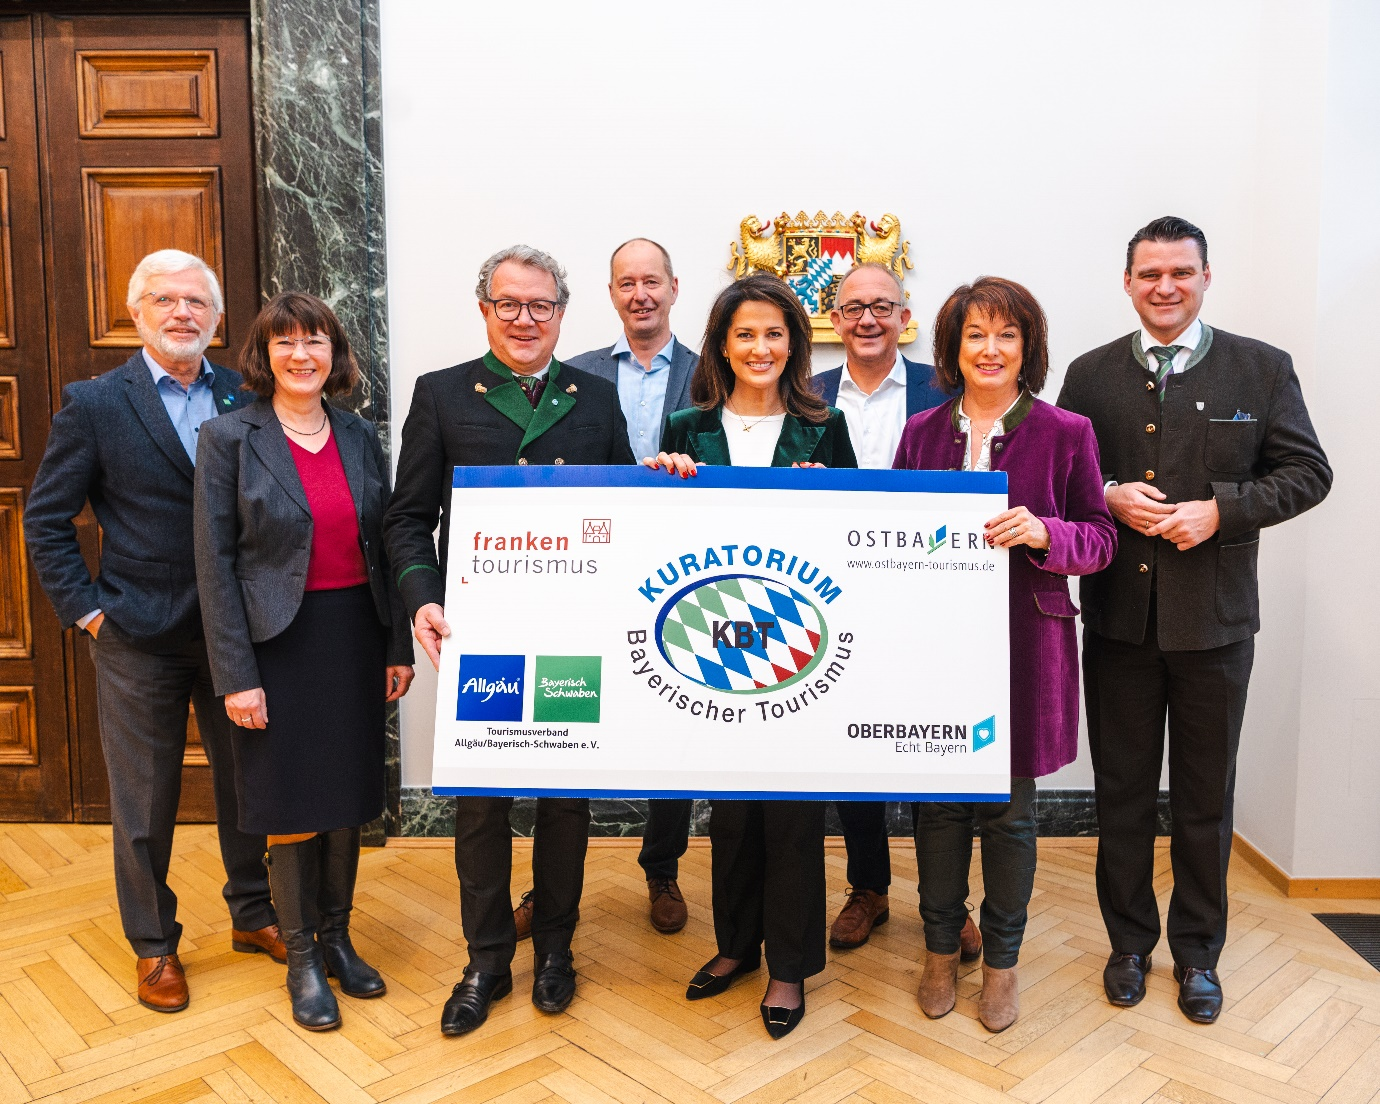 franken
tourismus
OSTBAYERN
www.ostbayern-tourismus.de
KURATORIUM
KBT
Bayerischer Tourismus
Allgäu
Bayerisch
Schwaben
Tourismusverband
Allgäu/Bayerisch-Schwaben e. V.
OBERBAYERN
Echt Bayern